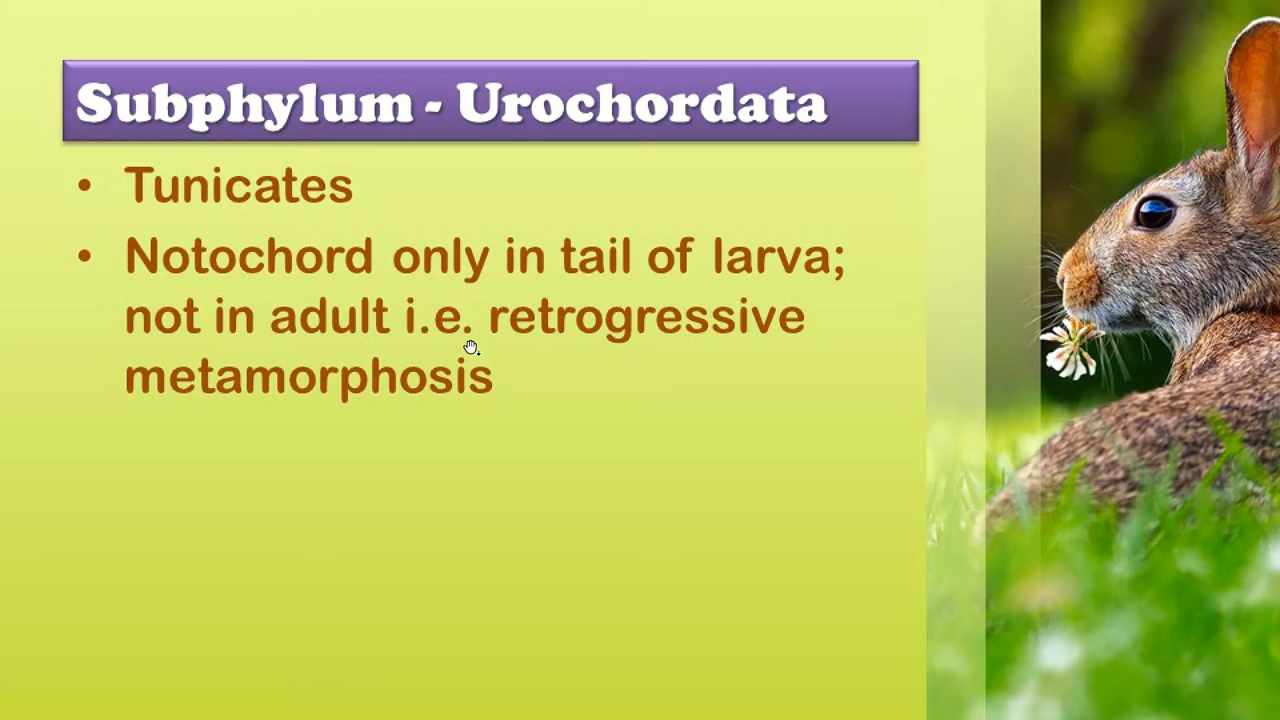 Subphylum - Urochordata
• Tunicates
• Notochord only in tail of larva;
not in adult i.e. retrogressive
metamorphosis